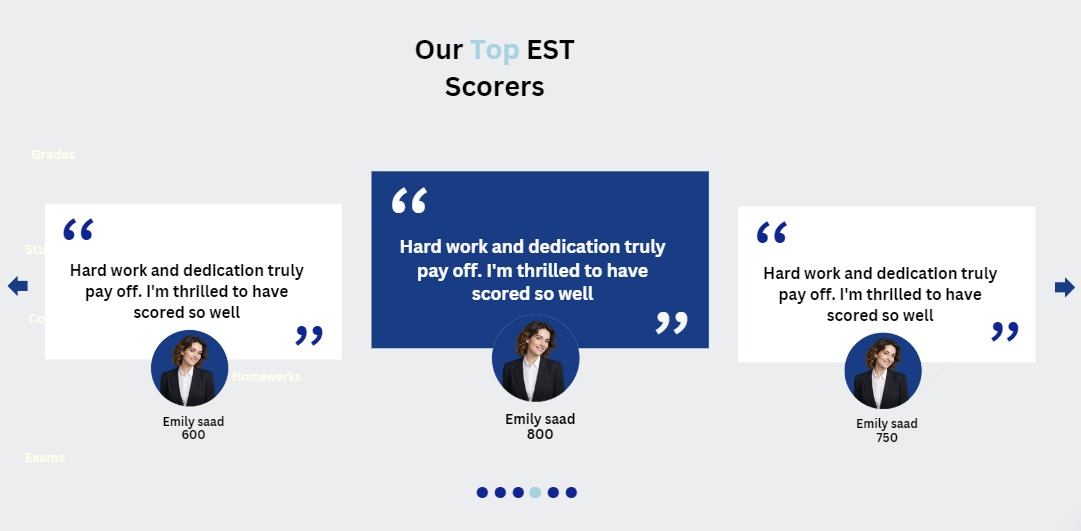 Our Top EST
Scorers
Grades
“
Hard work and dedication truly
pay off. I'm thrilled to have
scored so well
”
Emily saad
600
“
Hard work and dedication truly
pay off. I'm thrilled to have
scored so well
”
Emily saad
800
“
Hard work and dedication truly
pay off. I'm thrilled to have
scored so well
”
Emily saad
750
Homeworks
Exams